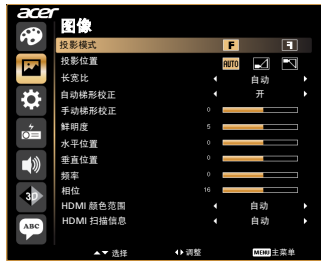 acer
图像
投影模式 F F
投影位置 AUTO
长宽比 自动
自动梯形校正 开
手动梯形校正 0
鲜明度 5
水平位置 0
垂直位置 0
频率 0
相位 16
HDMI 颜色范围 自动
HDMI 扫描信息 自动
3D
ABC
选择 调整 MENU 主菜单